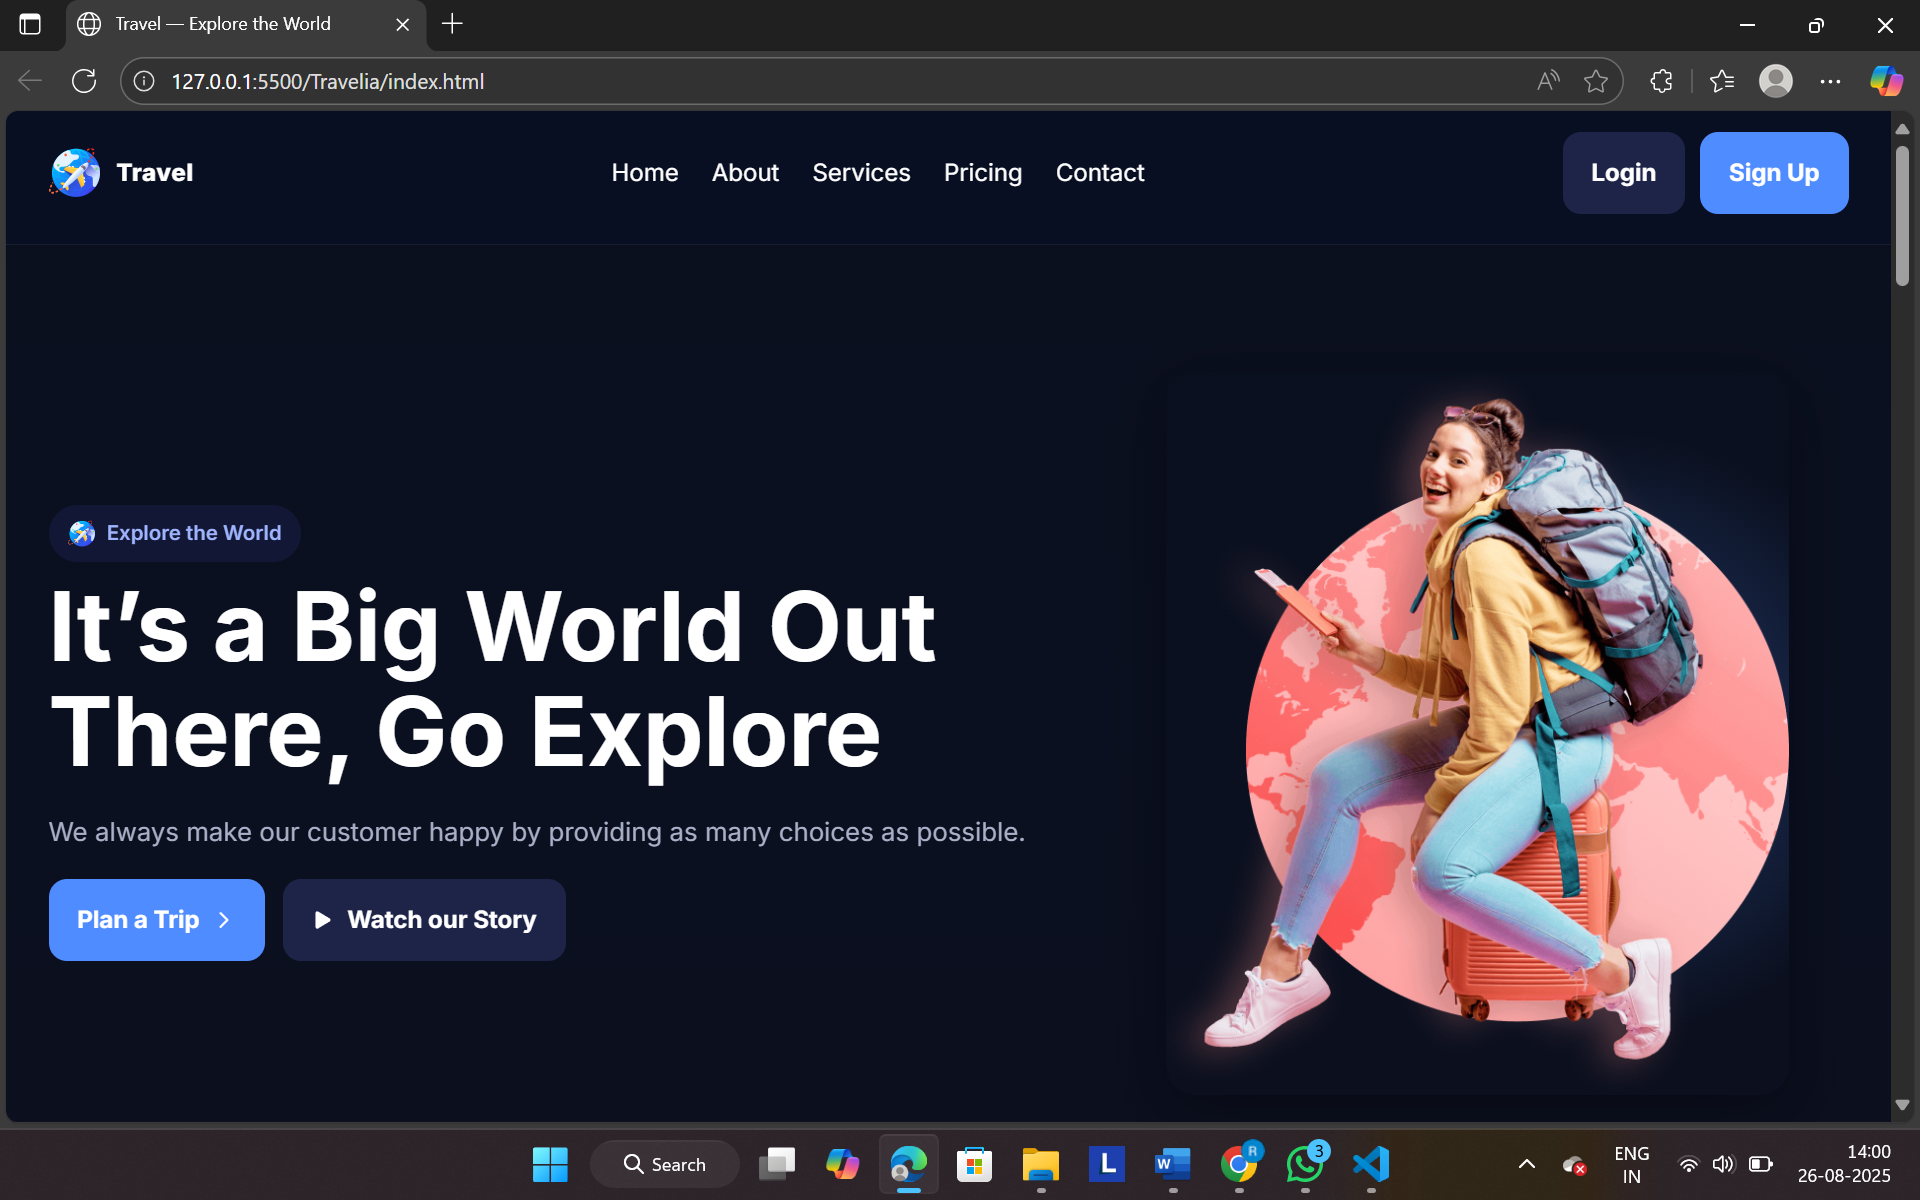 Travel — Explore the World
127.0.0.1:5500/Travelia/index.html
Travel
Home About Services Pricing Contact
Login Sign Up
Explore the World
It’s a Big World Out
There, Go Explore
We always make our customer happy by providing as many choices as possible.
Plan a Trip Watch our Story
Search
L
W
R
3
ENG
IN
14:00
26-08-2025